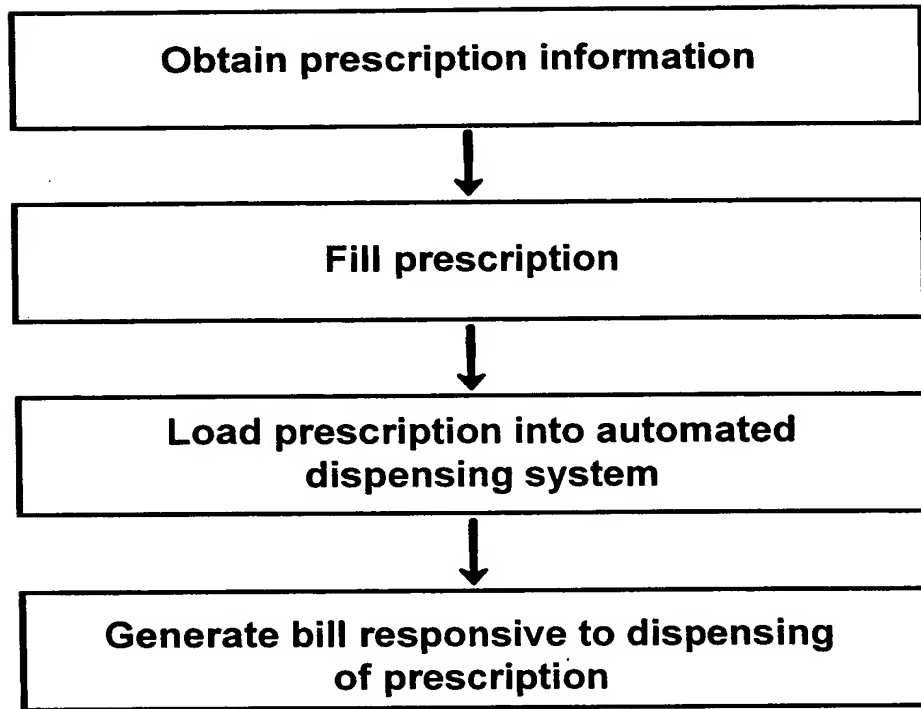 Obtain prescription information
Fill prescription
Load prescription into automated
dispensing system
Generate bill responsive to dispensing
of prescription